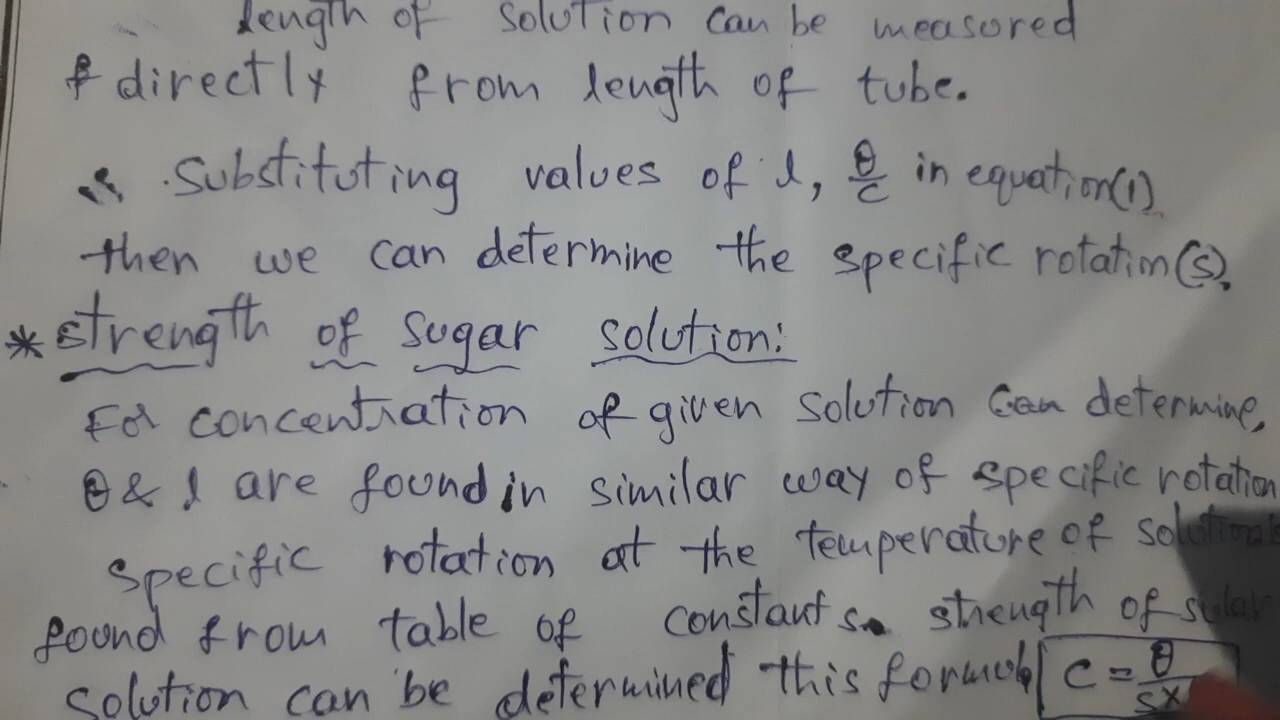 length of solution can be measured
directly from length of tube.
∴ Substituting values of l, θ/c in equation(1)
then we can determine the specific rotation(s).
* strength of sugar solution:
For concentration of given solution can determine,
θ & l are found in similar way of specific rotation
specific rotation at the temperature of solution
found from table of constants. strength of
solution can be determined this formula C = θ/s×